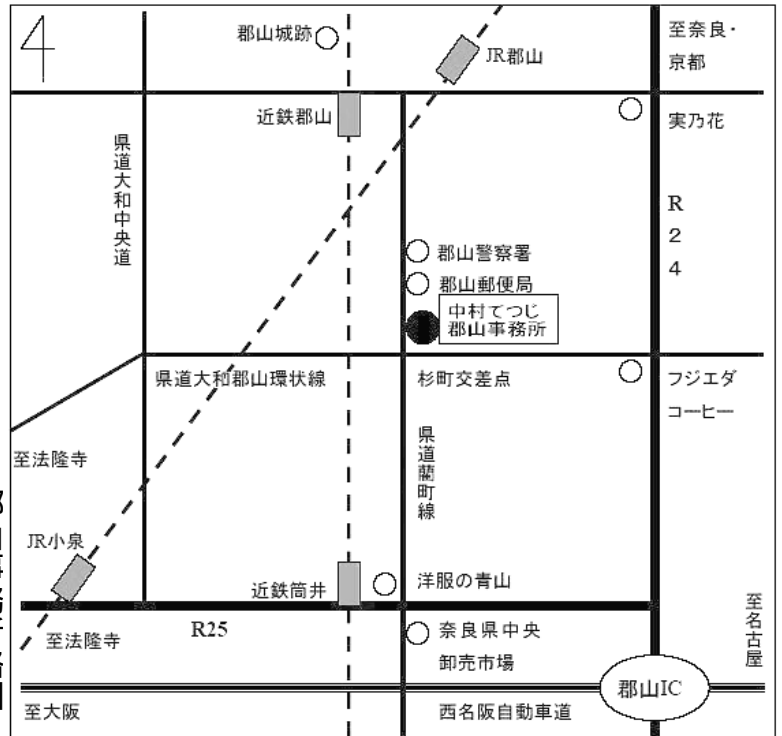 郡山城跡
JR郡山
至奈良・
京都
近鉄郡山
実乃花
県道大和中央道
R
2
4
郡山警察署
郡山郵便局
中村てつじ
郡山事務所
県道大和郡山環状線
杉町交差点
フジエダ
コーヒー
県道藺町線
至法隆寺
JR小泉
近鉄筒井
洋服の青山
至名古屋
至法隆寺
R25
奈良県中央
卸売市場
郡山IC
至大阪
西名阪自動車道